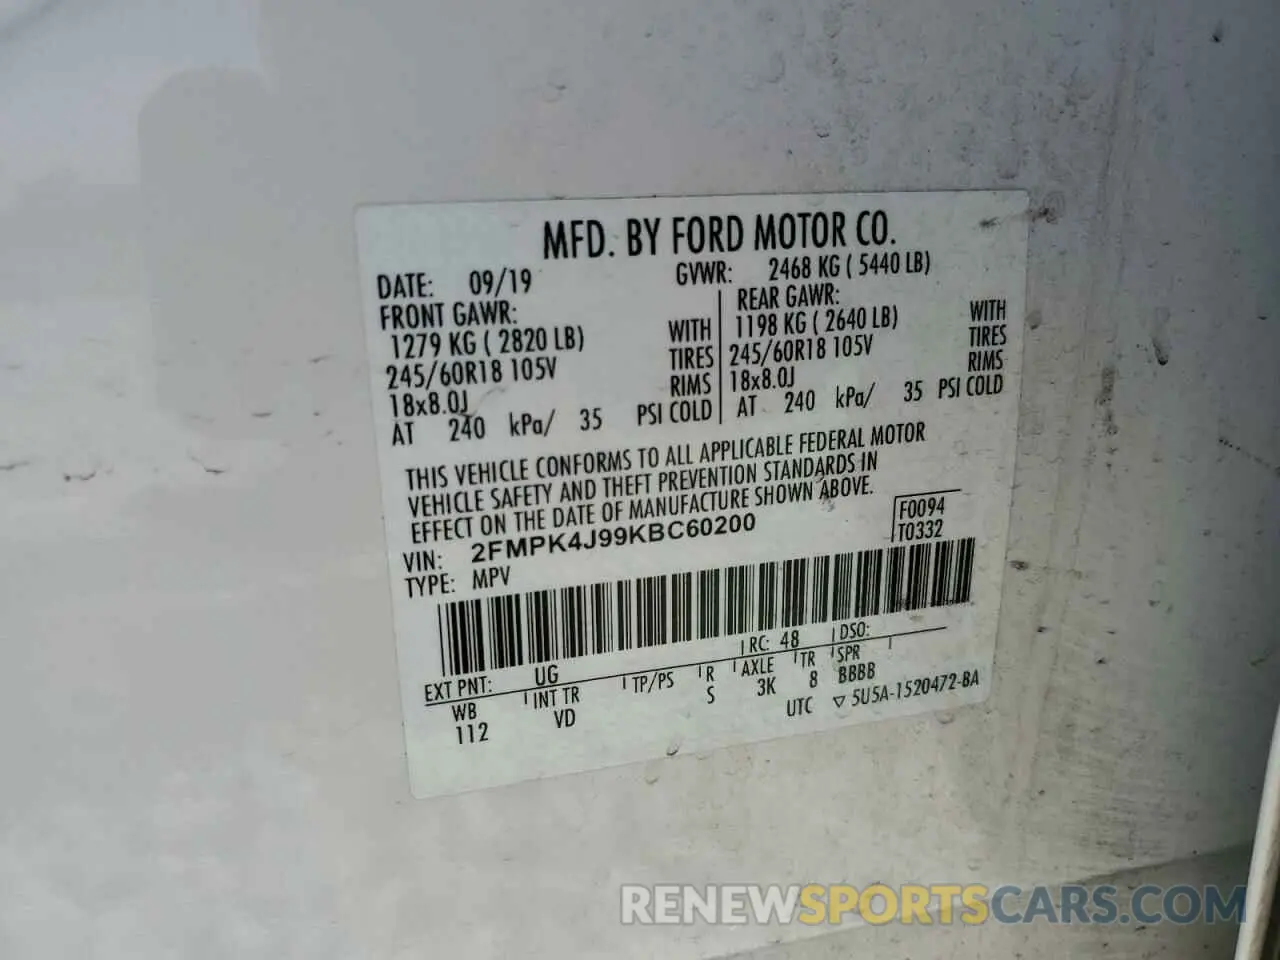 MFD. BY FORD MOTOR CO.
DATE: 09/19 GVWR: 2468 KG ( 5440 LB)
FRONT GAWR:
1279 KG ( 2820 LB) WITH
245/60R18 105V TIRES
18x8.0J RIMS
AT 240 kPa/ 35 PSI COLD
REAR GAWR:
1198 KG ( 2640 LB) WITH
245/60R18 105V TIRES
18x8.0J RIMS
AT 240 kPa/ 35 PSI COLD
THIS VEHICLE CONFORMS TO ALL APPLICABLE FEDERAL MOTOR
VEHICLE SAFETY AND THEFT PREVENTION STANDARDS IN
EFFECT ON THE DATE OF MANUFACTURE SHOWN ABOVE.
VIN: 2FMPK4J99KBC60200
F0094
T0332
TYPE: MPV
EXT PNT: UG RC: 48 DSO:
WB INT TR TP/PS R AXLE TR SPR
112 VD S 3K 8 BBBB
UTC ▽ 5U5A-1520472-BA
RENEWSPORTSCARS.COM